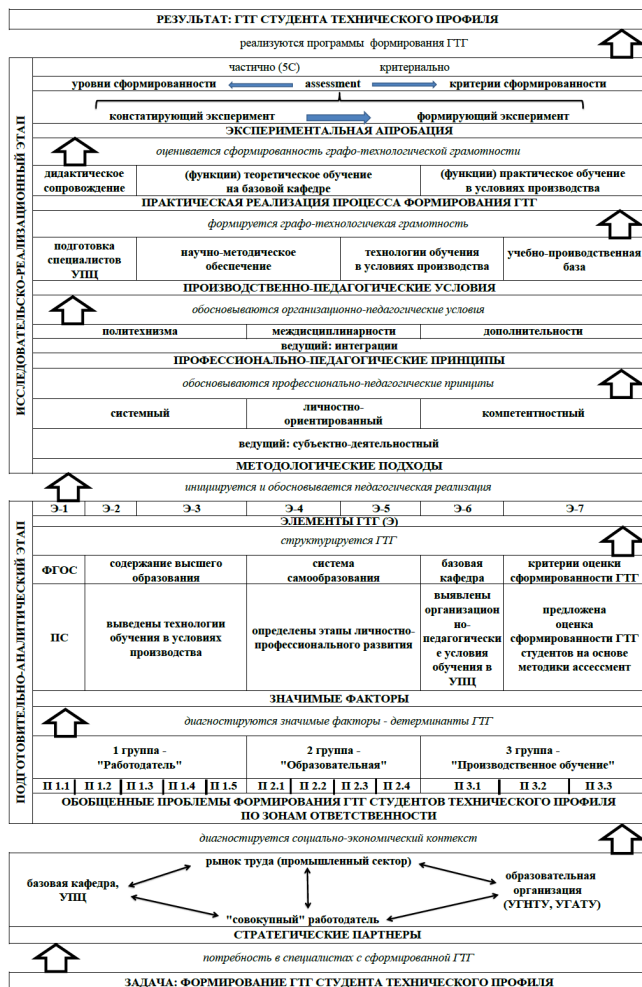 РЕЗУЛЬТАТ: ГТГ СТУДЕНТА ТЕХНИЧЕСКОГО ПРОФИЛЯ
реализуются программы формирования ГТГ
ИССЛЕДОВАТЕЛЬСКО-РЕАЛИЗАЦИОННЫЙ ЭТАП
частично (5С) критериально
уровни сформированности assessment критерии сформированности
констатирующий эксперимент формирующий эксперимент
ЭКСПЕРИМЕНТАЛЬНАЯ АПРОБАЦИЯ
оценивается сформированность графо-технологической грамотности
дидактическое
сопровождение
(функции) теоретическое обучение
на базовой кафедре
(функции) практическое обучение
в условиях производства
ПРАКТИЧЕСКАЯ РЕАЛИЗАЦИЯ ПРОЦЕССА ФОРМИРОВАНИЯ ГТГ
формируется графо-технологичекая грамотность
подготовка
специалистов
УПЦ
научно-методическое
обеспечение
технологии обучения
в условиях производства
учебно-проиводственная
база
ПРОИЗВОДСТВЕННО-ПЕДАГОГИЧЕСКИЕ УСЛОВИЯ
обосновываются организационно-педагогические условия
политехнизма междисциплинарности дополнительности
ведущий: интеграции
ПРОФЕССИОНАЛЬНО-ПЕДАГОГИЧЕСКИЕ ПРИНЦИПЫ
обосновываются профессионально-педагогические принципы
системный
личностно-
ориентированный
компетентностный
ведущий: субъектно-деятельностный
МЕТОДОЛОГИЧЕСКИЕ ПОДХОДЫ
инициируется и обосновывается педагогическая реализация
ПОДГОТОВИТЕЛЬНО-АНАЛИТИЧЕСКИЙ ЭТАП
Э-1 Э-2 Э-3 Э-4 Э-5 Э-6 Э-7
ЭЛЕМЕНТЫ ГТГ (Э)
структурируется ГТГ
ФГОС
содержание высшего
образования
система
самообразования
базовая
кафедра
критерии оценки
сформированности ГТГ
ПС
выведены технологии
обучения в условиях
производства
определены этапы личностно-
профессионального развития
выявлены
организацион
но-
педагогически
е условия
обучения в
УПЦ
предложена
оценка
сформированности ГТГ
студентов на основе
методики ассессмент
ЗНАЧИМЫЕ ФАКТОРЫ
диагностируются значимые факторы - детерминанты ГТГ
1 группа -
"Работодатель"
2 группа -
"Образовательная"
3 группа -
"Производственное обучение"
П 1.1 П 1.2 П 1.3 П 1.4 П 1.5 П 2.1 П 2.2 П 2.3 П 2.4 П 3.1 П 3.2 П 3.3
ОБОБЩЕННЫЕ ПРОБЛЕМЫ ФОРМИРОВАНИЯ ГТГ СТУДЕНТОВ ТЕХНИЧЕСКОГО ПРОФИЛЯ
ПО ЗОНАМ ОТВЕТСТВЕННОСТИ
диагностируется социально-экономический контекст
рынок труда (промышленный сектор)
базовая кафедра,
УПЦ
образовательная
организация
(УГНТУ, УГАТУ)
"совокупный" работодатель
СТРАТЕГИЧЕСКИЕ ПАРТНЕРЫ
потребность в специалистах с сформированной ГТГ
ЗАДАЧА: ФОРМИРОВАНИЕ ГТГ СТУДЕНТА ТЕХНИЧЕСКОГО ПРОФИЛЯ